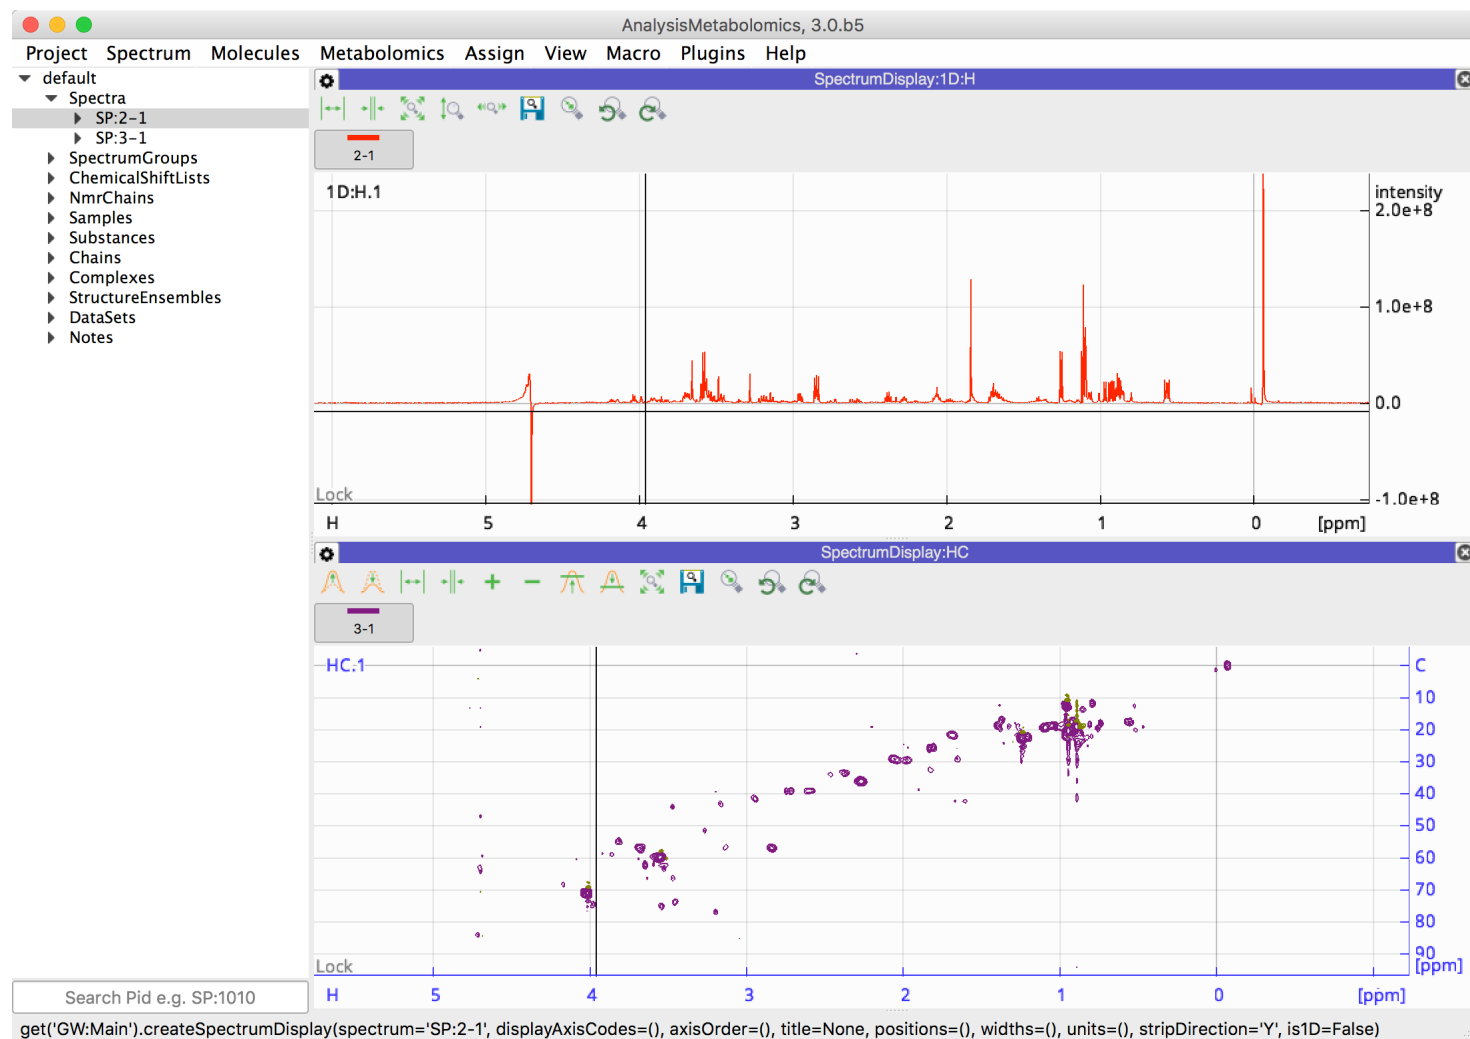 AnalysisMetabolomics, 3.0.b5
Project Spectrum Molecules Metabolomics Assign View Macro Plugins Help
default
Spectra
SP:2-1
SP:3-1
SpectrumGroups
ChemicalShiftLists
NmrChains
Samples
Substances
Chains
Complexes
StructureEnsembles
DataSets
Notes
Search Pid e.g. SP:1010
SpectrumDisplay:1D:H
2-1
1D:H.1
intensity
2.0e+8
1.0e+8
0.0
-1.0e+8
Lock
H 5 4 3 2 1 0 [ppm]
SpectrumDisplay:HC
3-1
HC.1
C
10
20
30
40
50
60
70
80
90
[ppm]
Lock
H 5 4 3 2 1 0 [ppm]
get('GW:Main').createSpectrumDisplay(spectrum='SP:2-1', displayAxisCodes=(), axisOrder=(), title=None, positions=(), widths=(), units=(), stripDirection='Y', is1D=False)